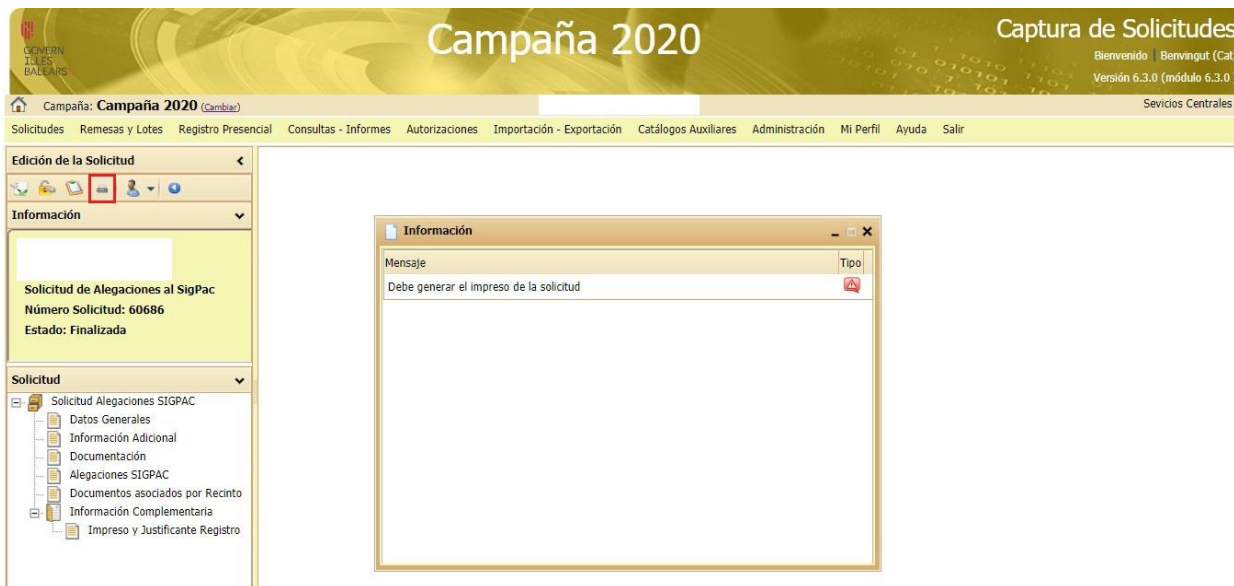 GOVERN
ILLES
BALEARS
Campaña 2020
Captura de Solicitudes
Bienvenido | Benvingut (Cat)
Versión 6.3.0 (módulo 6.3.0
Campaña: Campaña 2020 (Cambiar)
Sevicios Centrales
Solicitudes Remesas y Lotes Registro Presencial Consultas - Informes Autorizaciones Importación - Exportación Catálogos Auxiliares Administración Mi Perfil Ayuda Salir
Edición de la Solicitud
Información
Solicitud de Alegaciones al SigPac
Número Solicitud: 60686
Estado: Finalizada
Solicitud
Solicitud Alegaciones SIGPAC
Datos Generales
Información Adicional
Documentación
Alegaciones SIGPAC
Documentos asociados por Recinto
Información Complementaria
Impreso y Justificante Registro
Información
Mensaje Tipo
Debe generar el impreso de la solicitud